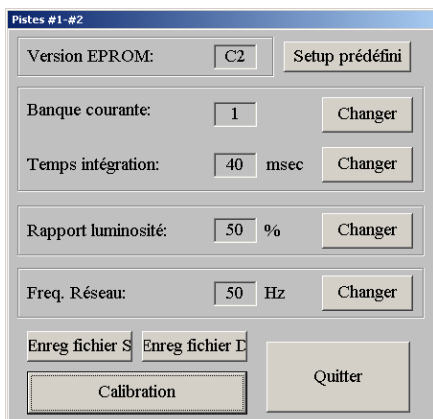 Pistes #1-#2
Version EPROM: C2 Setup prédéfini
Banque courante: 1 Changer
Temps intégration: 40 msec Changer
Rapport luminosité: 50 % Changer
Freq. Réseau: 50 Hz Changer
Enreg fichier S Enreg fichier D
Calibration Quitter